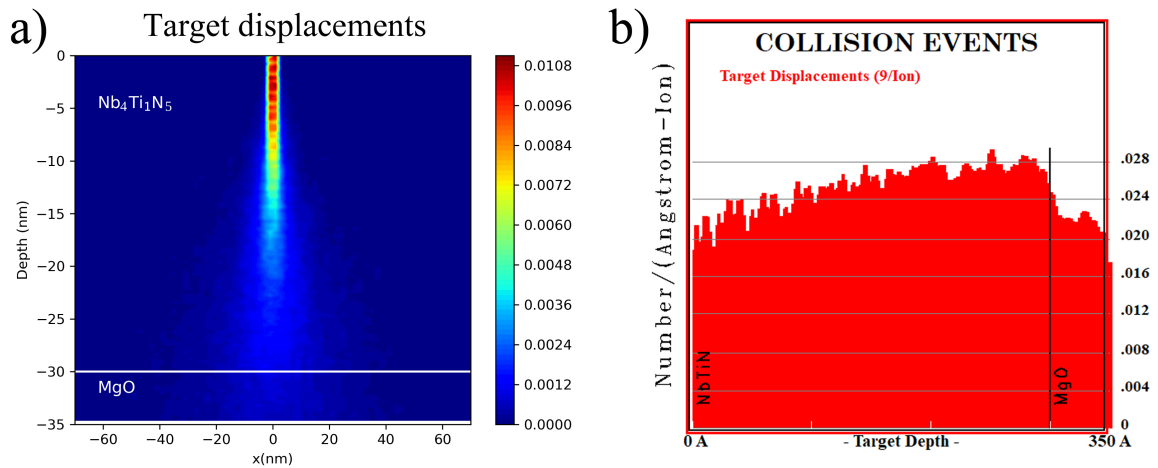 a)
Target displacements
0
−5
−10
−15
−20
−25
−30
−35
Depth (nm)
Nb₄Ti₁N₅
MgO
−60
−40
−20
0
20
40
60
x(nm)
0.0108
0.0096
0.0084
0.0072
0.0060
0.0048
0.0036
0.0024
0.0012
0.0000
b)
COLLISION EVENTS
Target Displacements (9/Ion)
Number/(Angstrom-Ion)
NbTiN
MgO
.028
.024
.020
.016
.012
.008
.004
0
0 A
- Target Depth -
350 A